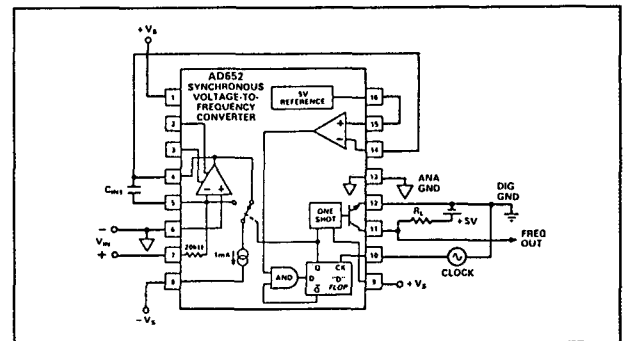 +VS
AD652
SYNCHRONOUS
VOLTAGE-TO-
FREQUENCY
CONVERTER
5V
REFERENCE
1
2
3
4
5
6
7
8
16
15
14
13
12
11
10
9
+
−
−
+
CINT
−
VIN
+
20kΩ
1mA
−VS
ANA
GND
DIG
GND
ONE
SHOT
RL
+5V
FREQ
OUT
AND
Q
CK
D
"D"
FLOP
Q̅
CLOCK
+VS